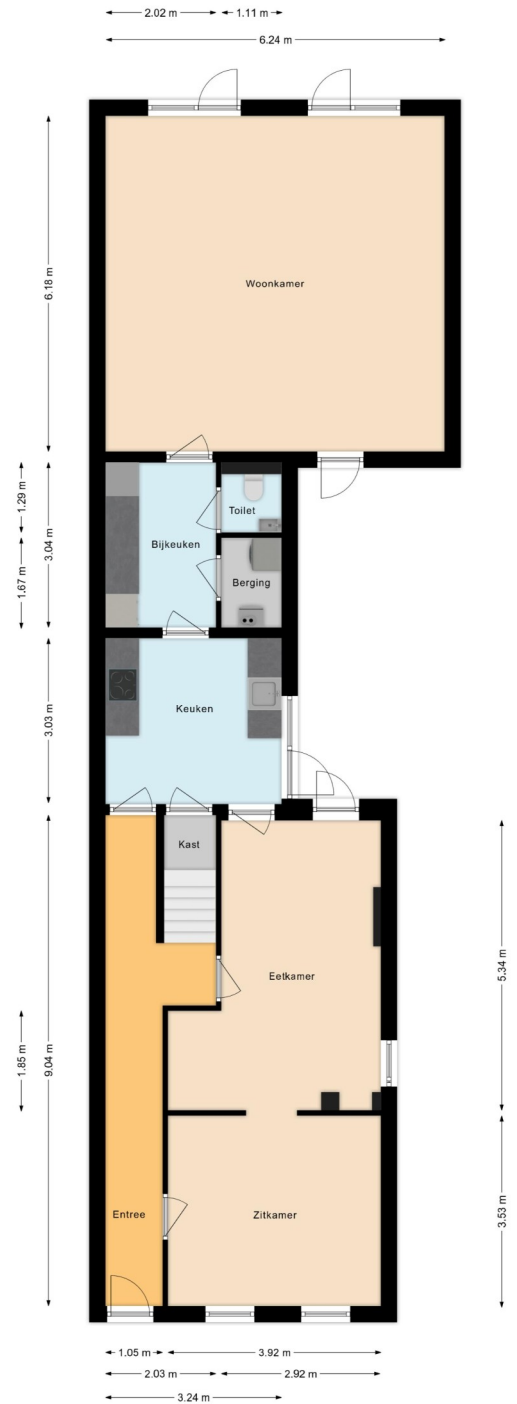 2.02 m
1.11 m
6.24 m
6.18 m
Woonkamer
1.29 m
3.04 m
Toilet
Bijkeuken
1.67 m
Berging
3.03 m
Keuken
Kast
5.34 m
Eetkamer
9.04 m
1.85 m
Entree
Zitkamer
3.53 m
1.05 m
3.92 m
2.03 m
2.92 m
3.24 m